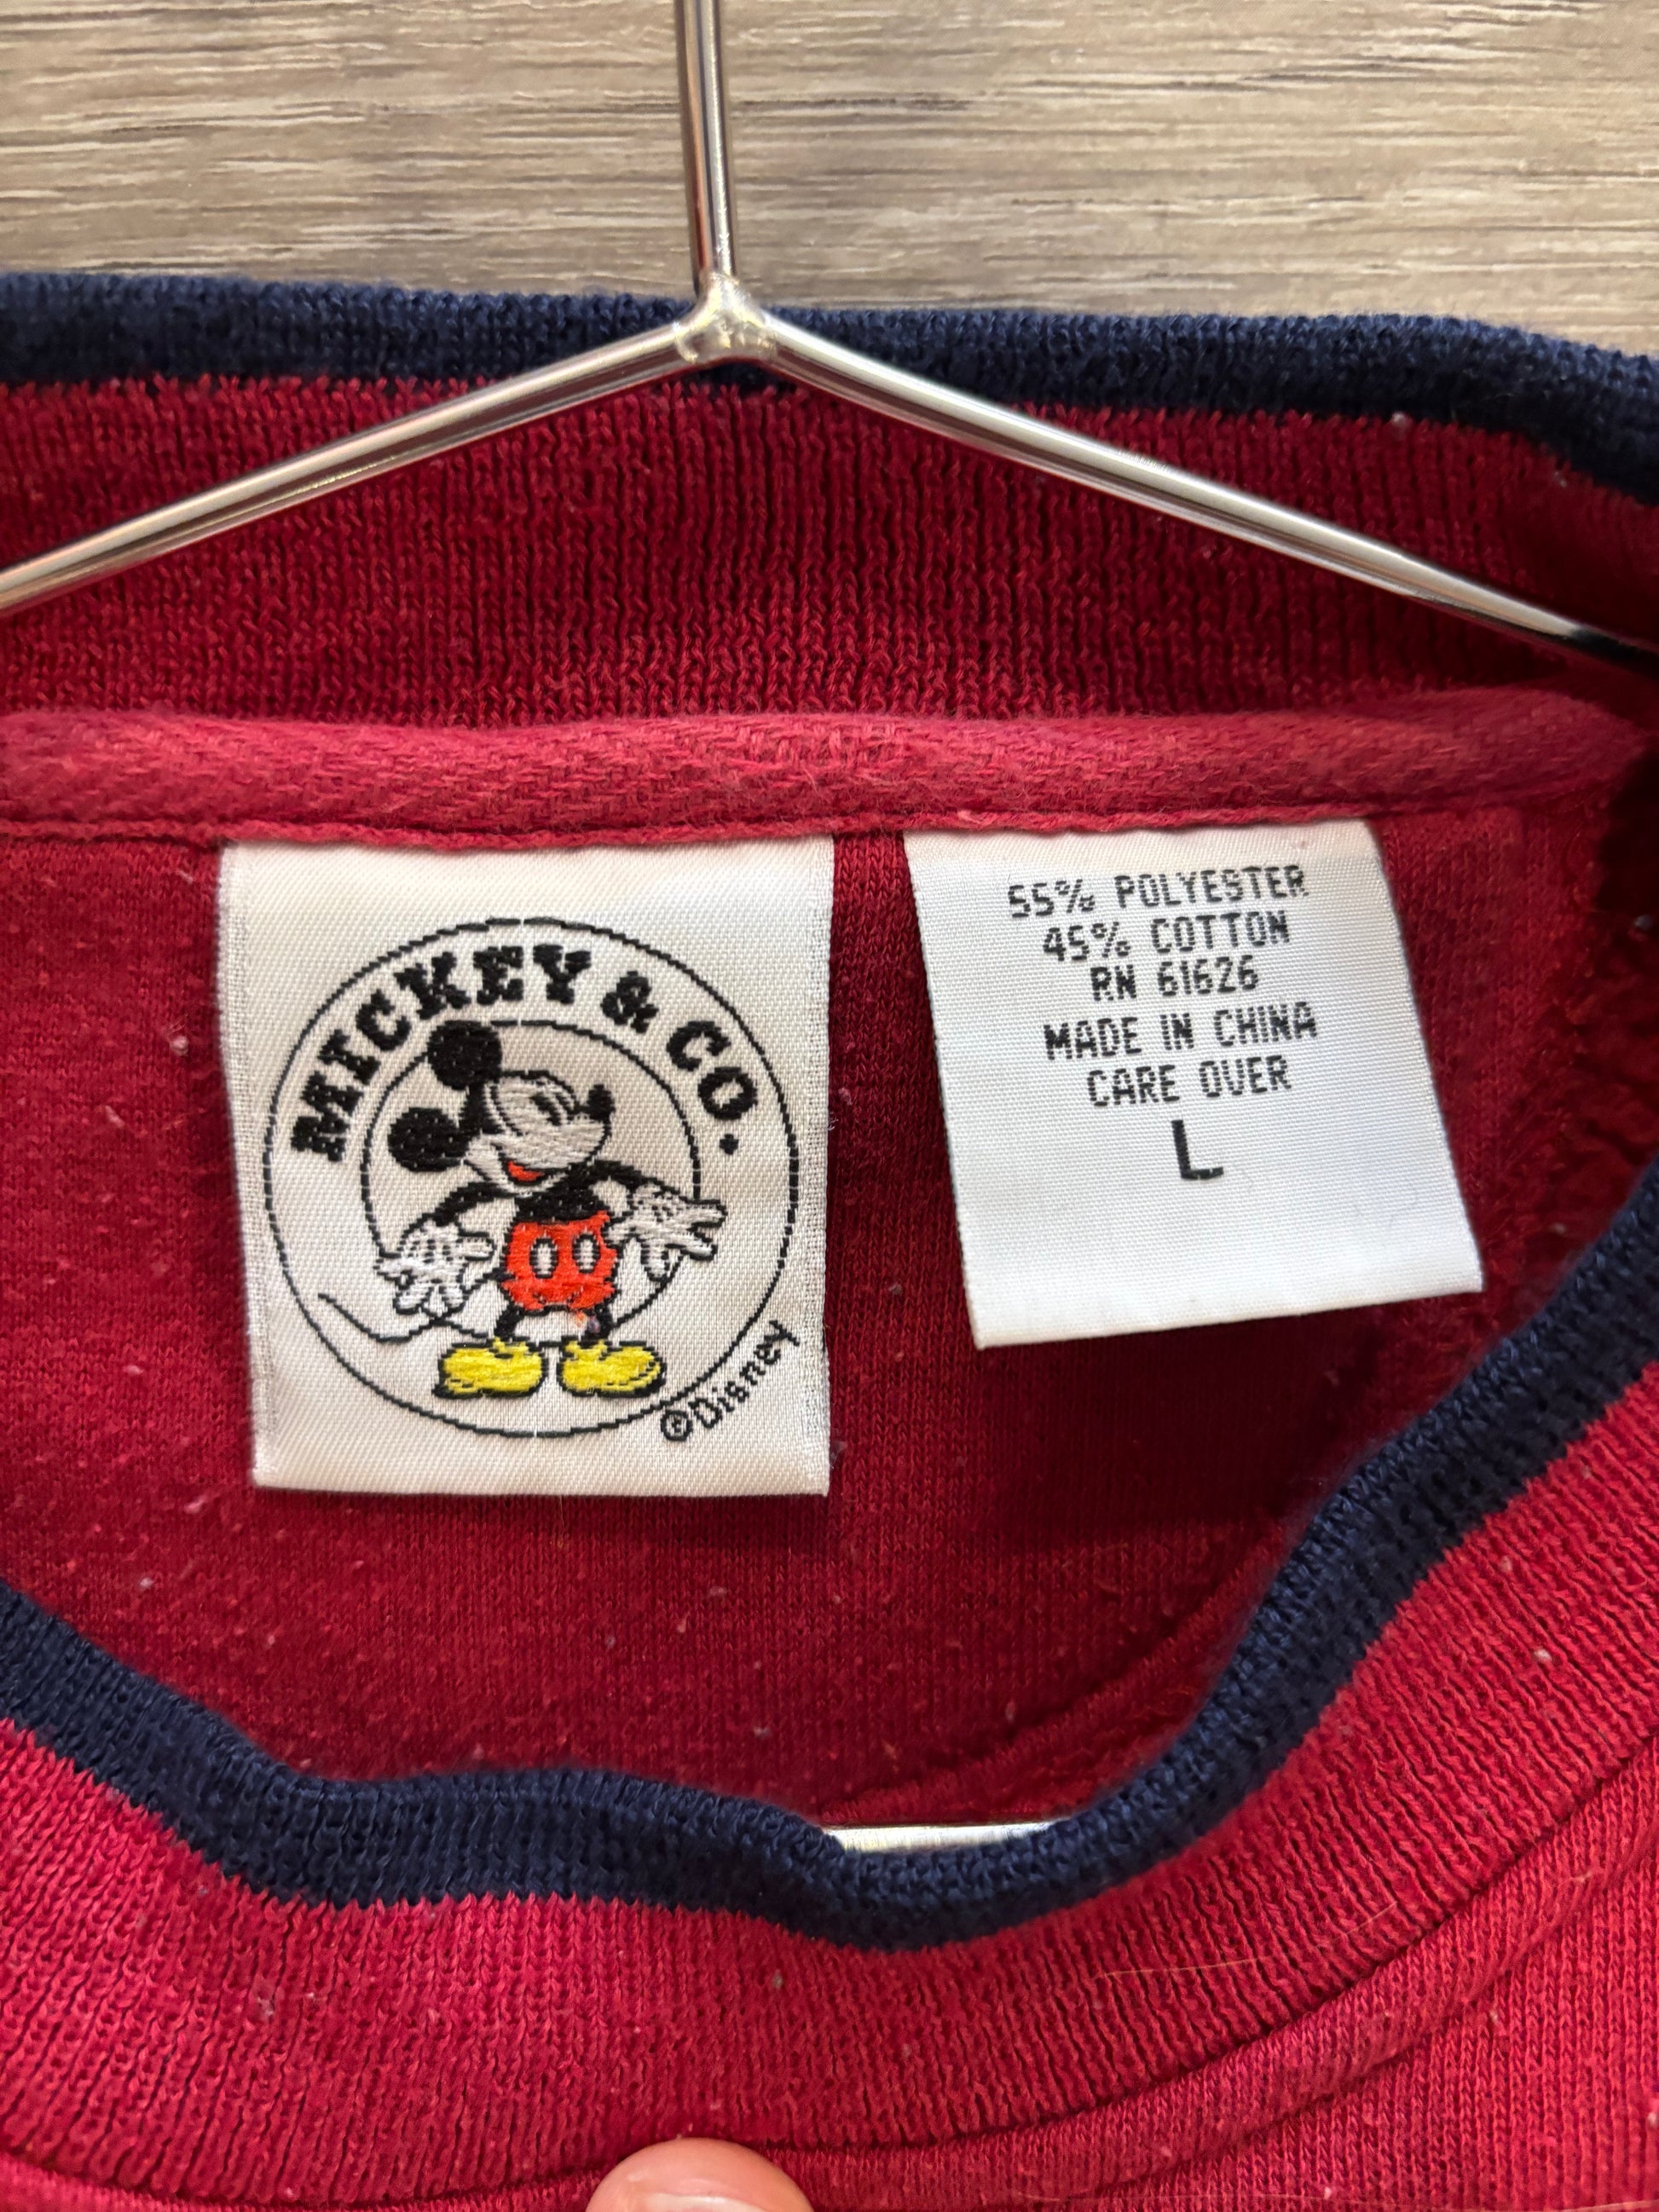 MICKEY & CO.
©Disney
55% POLYESTER
45% COTTON
RN 61626
MADE IN CHINA
CARE OVER
L